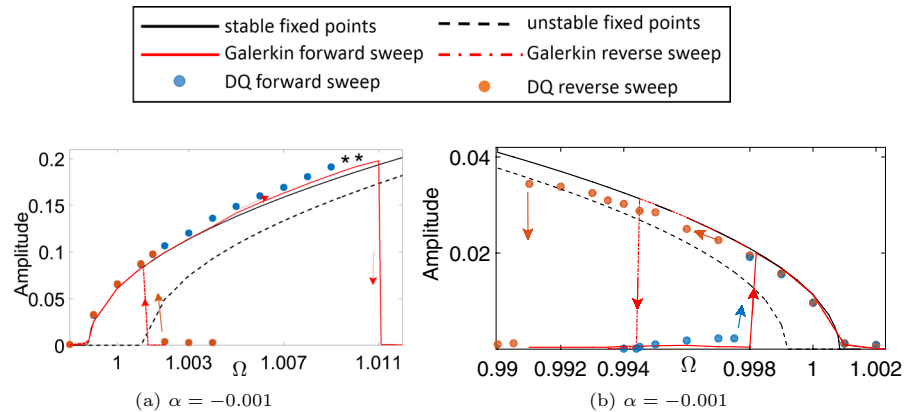 stable fixed points
unstable fixed points
Galerkin forward sweep
Galerkin reverse sweep
DQ forward sweep
DQ reverse sweep
Amplitude
0.2
0.15
0.1
0.05
0
1
1.003
Ω
1.007
1.011
(a) α = −0.001
Amplitude
0.04
0.02
0.99
0.992
0.994
Ω
0.998
1
1.002
(b) α = −0.001
* *